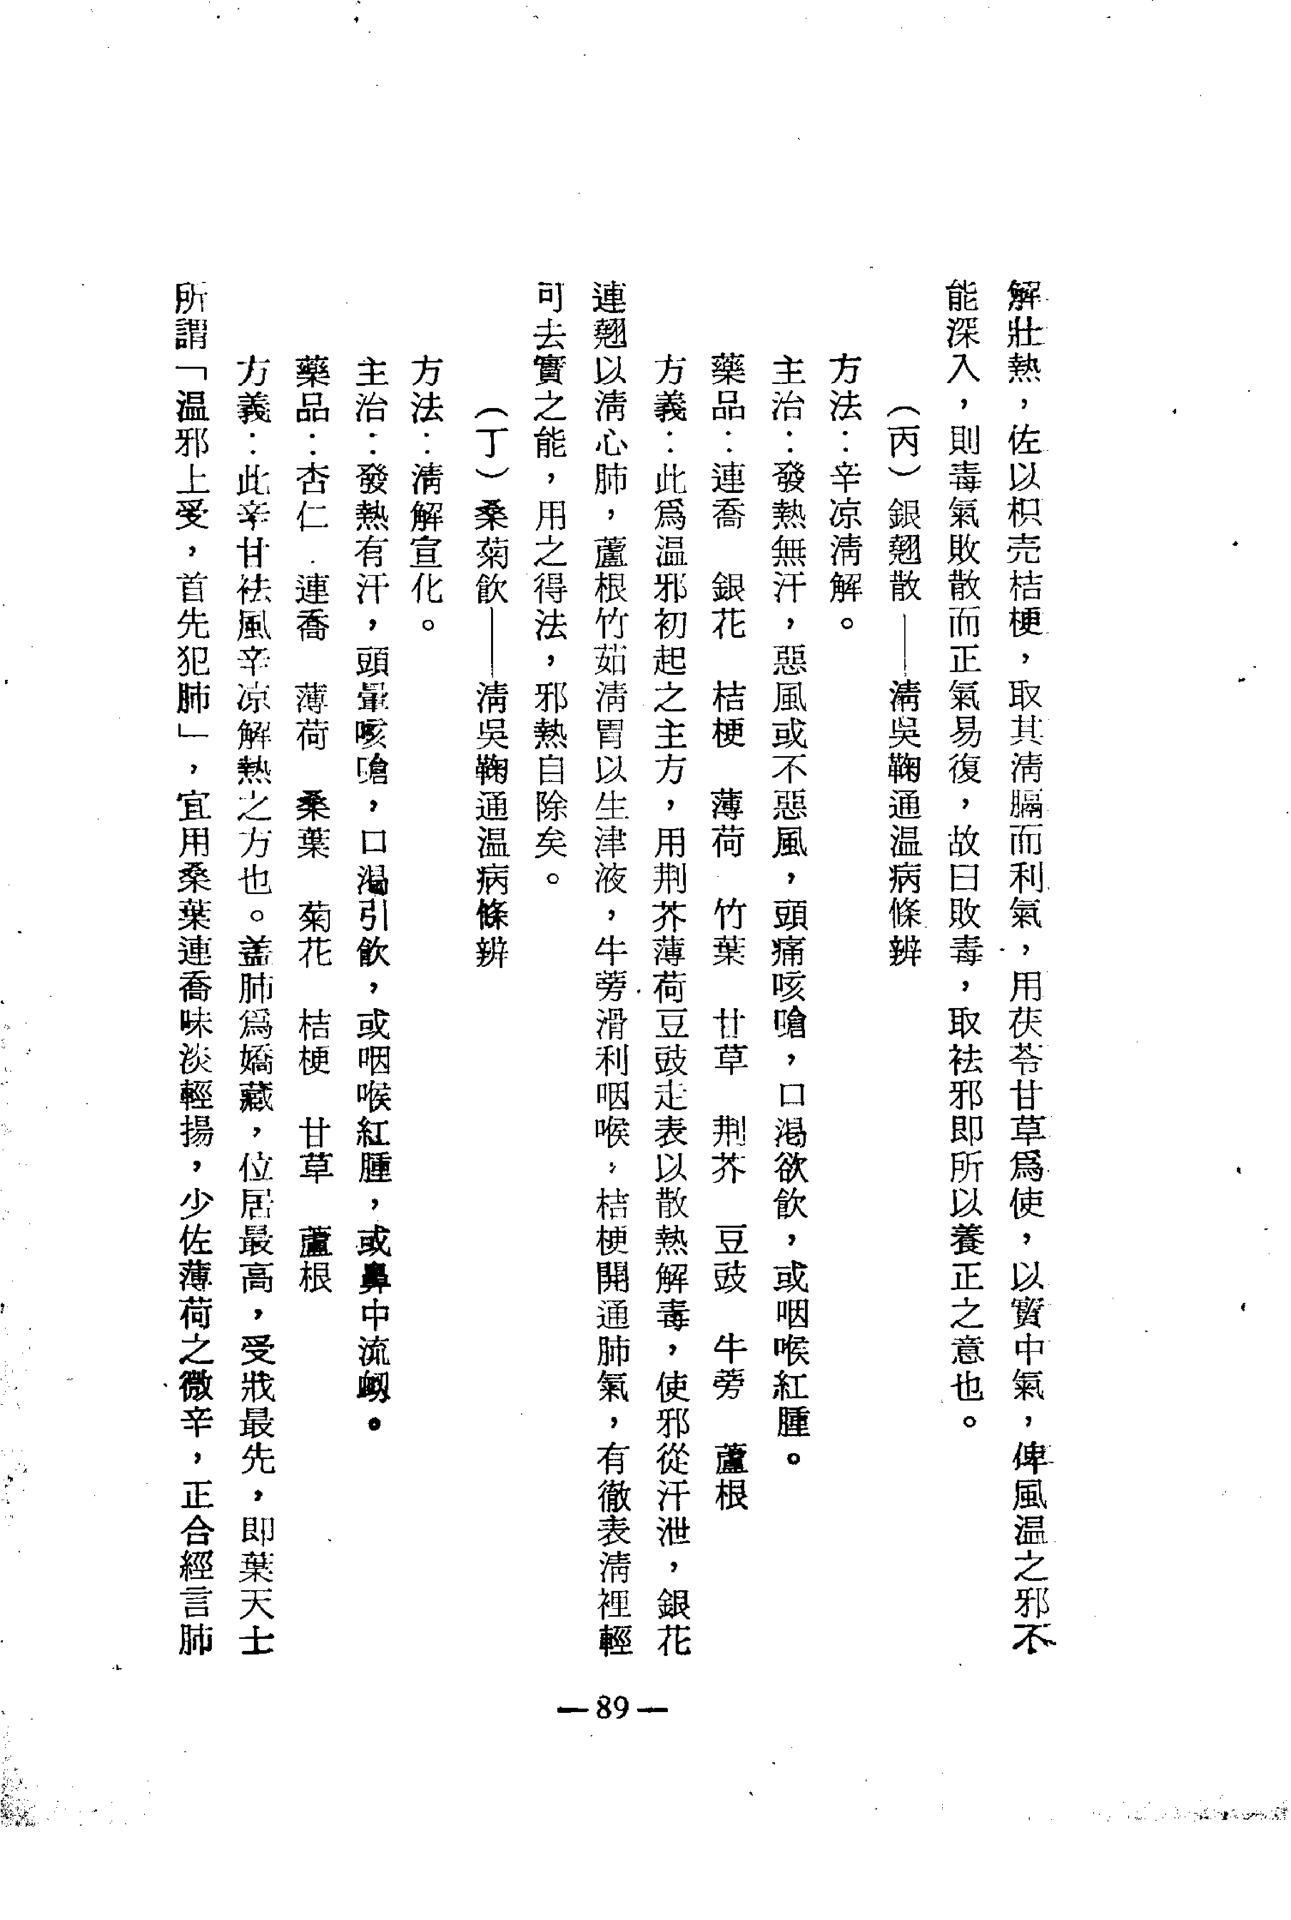 解壯熱，佐以枳壳桔梗，取其淸膈而利氣，用茯苓甘草爲使，以實中氣，俾風温之邪不
能深入，則毒氣敗散而正氣易復，故曰敗毒，取祛邪即所以養正之意也。
（丙）銀翹散——淸吳鞠通温病條辨
方法：辛凉淸解。
主治：發熱無汗，惡風或不惡風，頭痛咳嗆，口渴欲飲，或咽喉紅腫。
藥品：連喬　銀花　桔梗　薄荷　竹葉　甘草　荆芥　豆豉　牛蒡　蘆根
方義：此爲温邪初起之主方，用荆芥薄荷豆豉走表以散熱解毒，使邪從汗泄，銀花
連翹以淸心肺，蘆根竹茹淸胃以生津液，牛蒡滑利咽喉，桔梗開通肺氣，有徹表淸裡輕
可去實之能，用之得法，邪熱自除矣。
（丁）桑菊飲——淸吳鞠通温病條辨
方法：淸解宣化。
主治：發熱有汗，頭暈咳嗆，口渴引飲，或咽喉紅腫，或鼻中流衂。
藥品：杏仁　連喬　薄荷　桑葉　菊花　桔梗　甘草　蘆根
方義：此辛甘祛風辛凉解熱之方也。蓋肺爲嬌藏，位居最高，受戕最先，即葉天士
所謂「温邪上受，首先犯肺」，宜用桑葉連喬味淡輕揚，少佐薄荷之微辛，正合經言肺
—89—